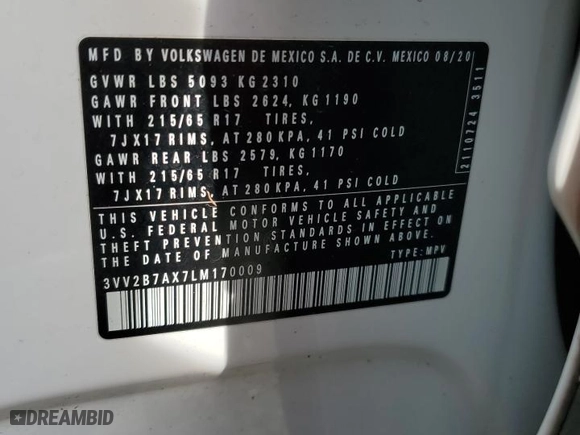 MFD BY VOLKSWAGEN DE MEXICO S.A. DE C.V. MEXICO 08/20
GVWR LBS 5093 KG 2310
GAWR FRONT LBS 2624, KG 1190
WITH 215/65 R17 TIRES,
7JX17 RIMS, AT 280 KPA, 41 PSI COLD
GAWR REAR LBS 2579, KG 1170
WITH 215/65 R17 TIRES,
7JX17 RIMS, AT 280 KPA, 41 PSI COLD
THIS VEHICLE CONFORMS TO ALL APPLICABLE
U.S. FEDERAL MOTOR VEHICLE SAFETY AND
THEFT PREVENTION STANDARDS IN EFFECT ON
THE DATE OF MANUFACTURE SHOWN ABOVE.
3VV2B7AX7LM170009
TYPE: MPV
2110724 3511
DREAMBID